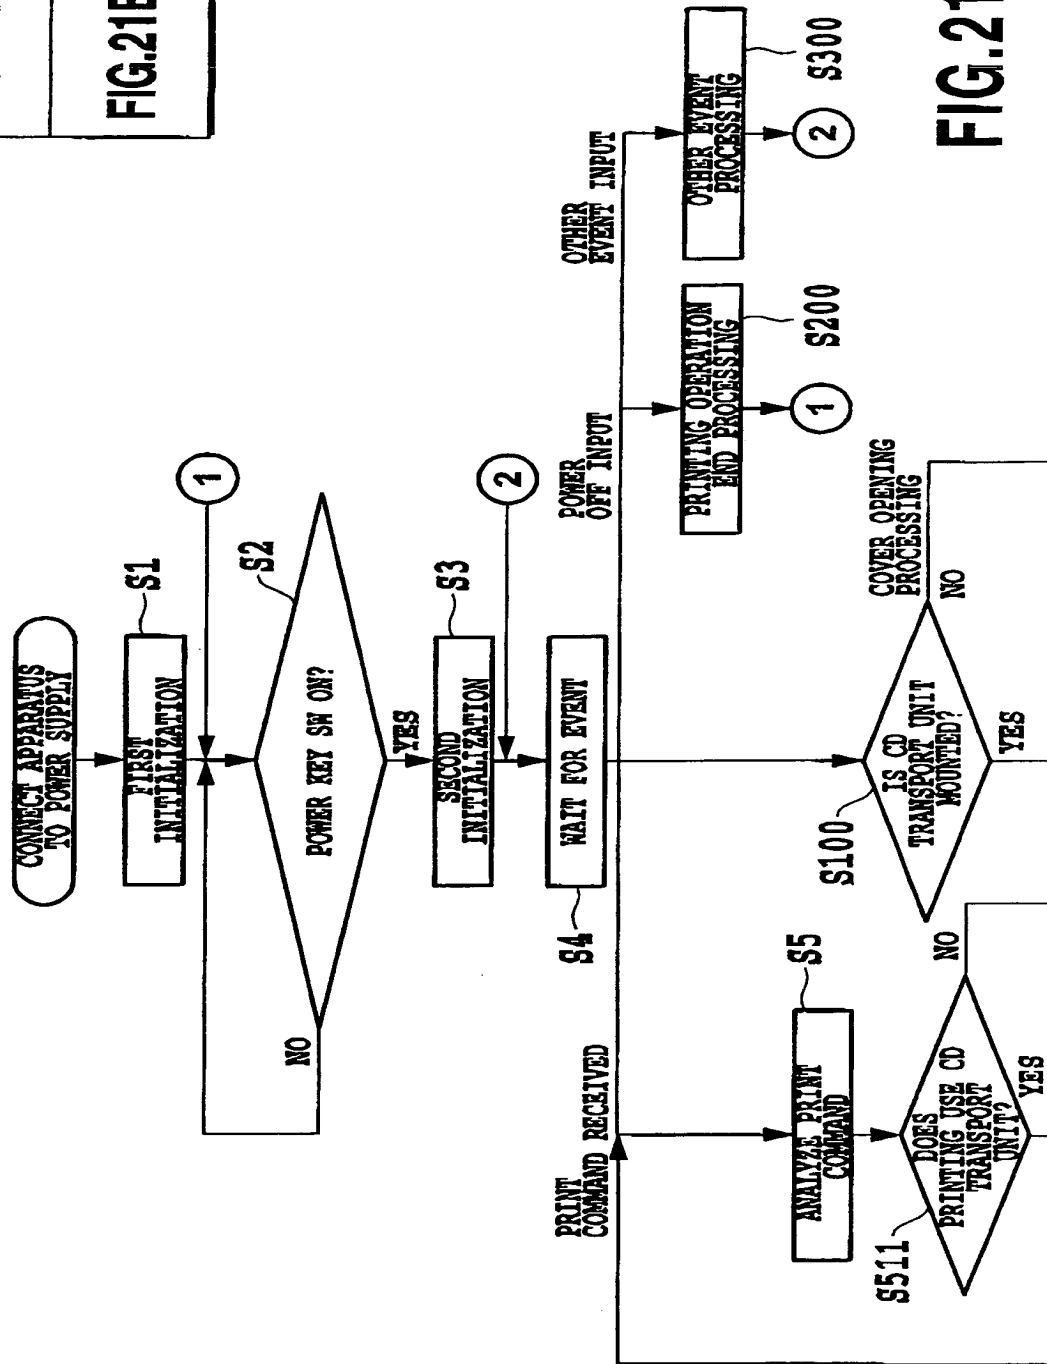 FIG.21B
CONNECT APPARATUS
TO POWER SUPPLY
FIRST
INITIALIZATION
S1
1
POWER KEY SW ON?
S2
NO
YES
SECOND
INITIALIZATION
S3
2
WAIT FOR EVENT
S4
PRINT
COMMAND RECEIVED
POWER
OFF INPUT
OTHER
EVENT INPUT
ANALYZE PRINT
COMMAND
S5
PRINTING OPERATION
END PROCESSING
S200
1
OTHER EVENT
PROCESSING
S300
2
DOES
PRINTING USE CD
TRANSPORT
UNIT?
S511
NO
YES
IS CD
TRANSPORT UNIT
MOUNTED?
S100
COVER OPENING
PROCESSING
NO
YES
FIG.21